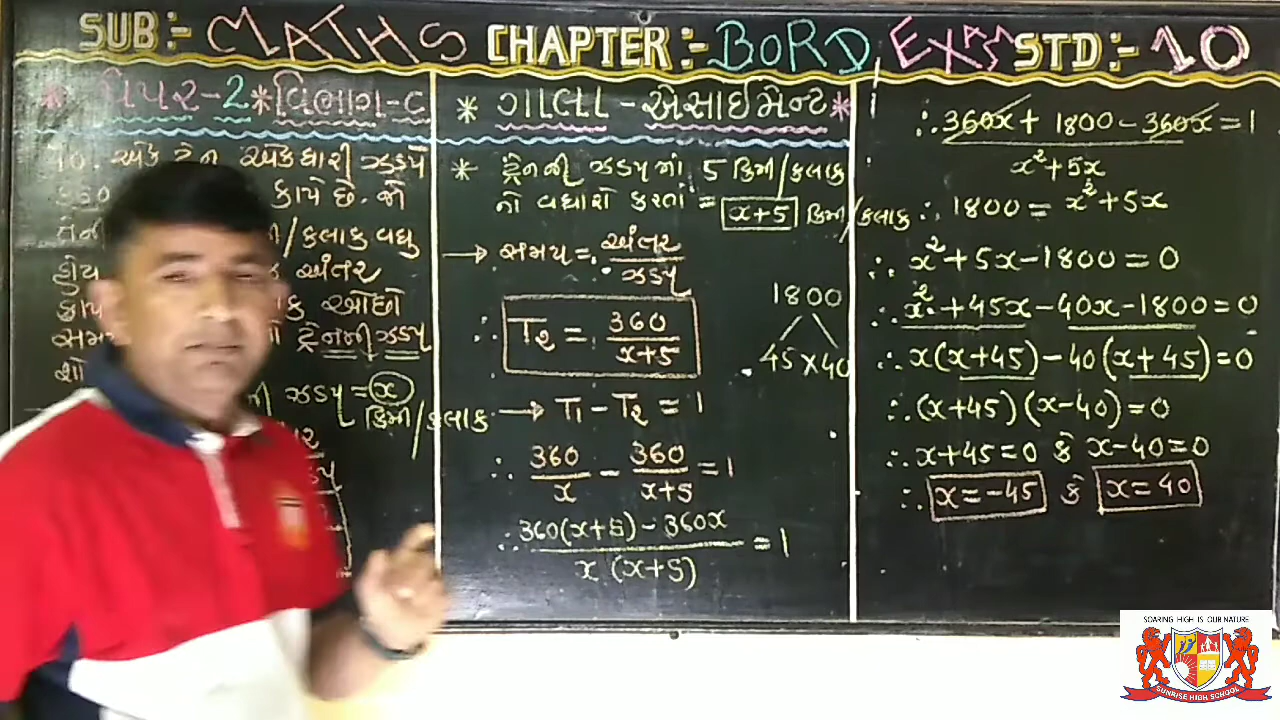 SUB:- MATHS CHAPTER:- BORD EXAM STD:- 10
* પેપર-2 * વિભાગ-C
10. એક ટ્રેન એકધારી ઝડપે
કાપે છે. જો
તેની /કલાક વધુ
હોય અંતર
ઓછો
ટ્રેનની ઝડપ
શો
ની ઝડપ = x
કિમી/કલાક
* ગાલા - એસાઈમેન્ટ *
* ટ્રેનની ઝડપ માં 5 કિમી/કલાક
નો વધારો કરતાં = x+5 કિમી/કલાક
→ સમય = અંતર / ઝડપ
∴ T₂ = 360 / x+5
1800
45 × 40
→ T₁ - T₂ = 1
∴ 360/x - 360/x+5 = 1
∴ 360(x+5) - 360x / x(x+5) = 1
∴ 360x + 1800 - 360x / x²+5x = 1
∴ 1800 = x²+5x
∴ x²+5x-1800 = 0
∴ x²+45x-40x-1800 = 0
∴ x(x+45)-40(x+45) = 0
∴ (x+45)(x-40) = 0
∴ x+45=0 કે x-40=0
∴ x=-45 કે x=40
SOARING HIGH IS OUR NATURE
SUNRISE HIGH SCHOOL